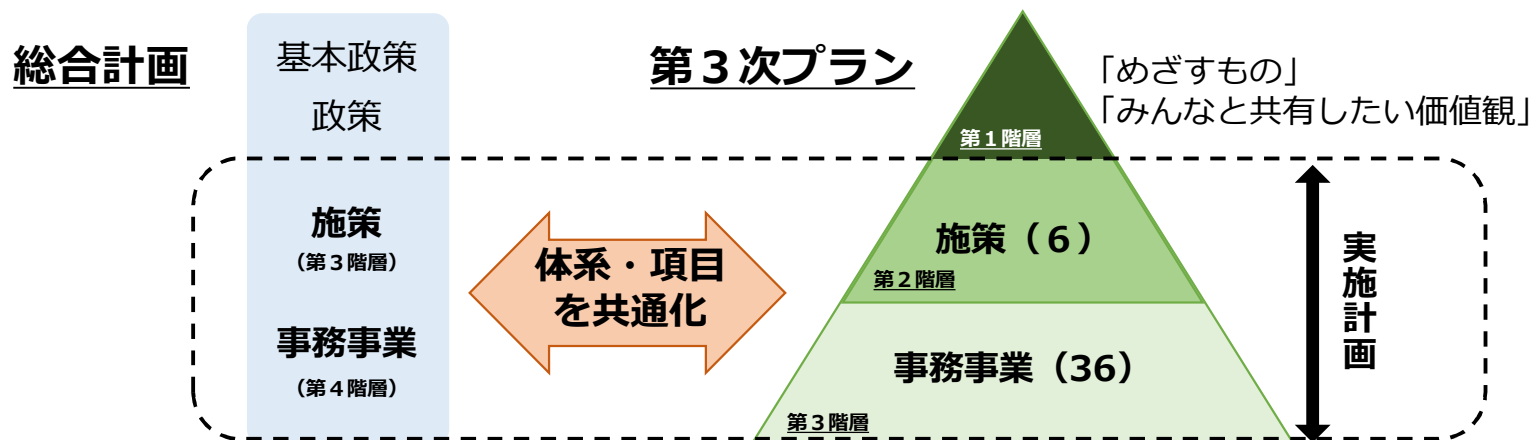 総合計画
基本政策
政策
施策
（第３階層）
事務事業
（第４階層）
体系・項目
を共通化
第３次プラン
「めざすもの」
「みんなと共有したい価値観」
第１階層
施策（６）
第２階層
事務事業（36）
第３階層
実施計画